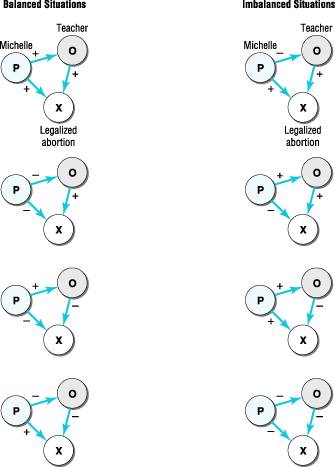 Balanced Situations
Imbalanced Situations
Teacher
Michelle
+
P
O
+
+
X
Legalized
abortion
Teacher
Michelle
–
P
O
+
+
X
Legalized
abortion
–
P
O
–
+
X
+
P
O
–
+
X
+
P
O
–
–
X
+
P
O
+
–
X
–
P
O
+
–
X
–
P
O
–
–
X